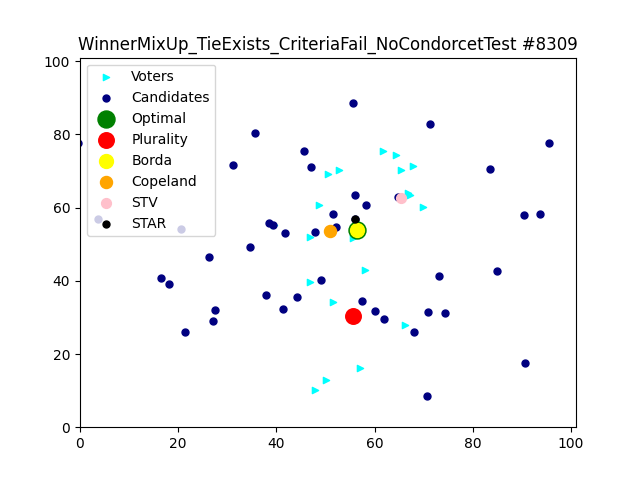 WinnerMixUp_TieExists_CriteriaFail_NoCondorcetTest #8309
100
80
60
40
20
0
Voters
Candidates
Optimal
Plurality
Borda
Copeland
STV
STAR
0 20 40 60 80 100